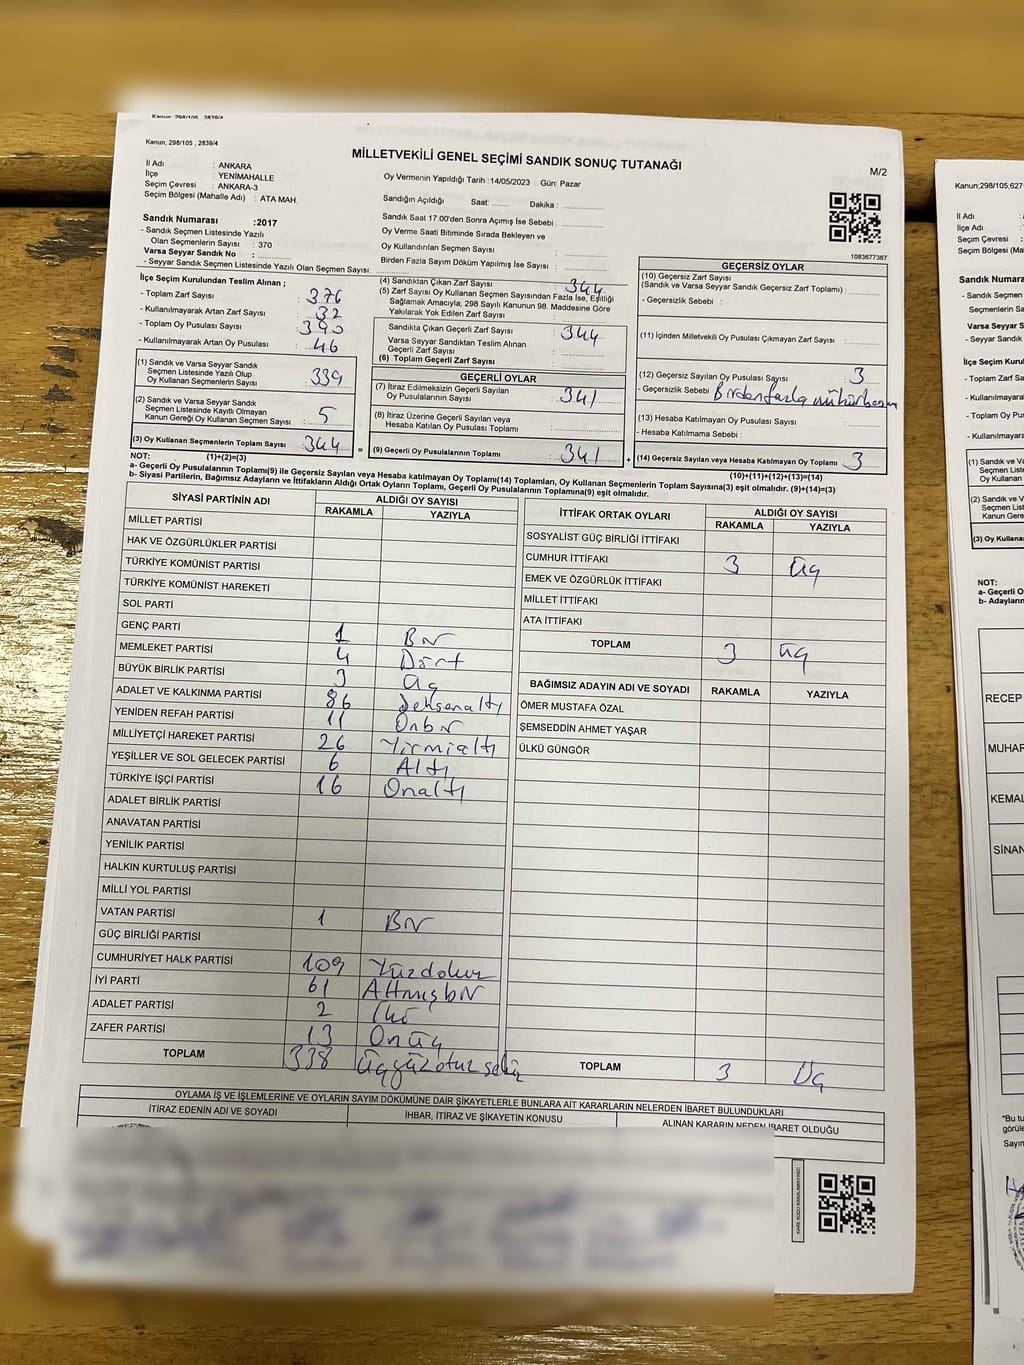 Kanun; 298/105 , 2839/4
Kanun; 298/105 , 2839/4
MİLLETVEKİLİ GENEL SEÇİMİ SANDIK SONUÇ TUTANAĞI
M/2
İl Adı : ANKARA
İlçe : YENİMAHALLE
Seçim Çevresi : ANKARA-3
Seçim Bölgesi (Mahalle Adı) : ATA MAH.
Oy Vermenin Yapıldığı Tarih :14/05/2023 Gün: Pazar
Sandığın Açıldığı Saat: Dakika :
Sandık Saat 17:00'den Sonra Açımış İse Sebebi :
Oy Verme Saati Bitiminde Sırada Bekleyen ve
Oy Kullandırılan Seçmen Sayısı :
Birden Fazla Sayım Döküm Yapılmış İse Sayısı :
1083677367
Sandık Numarası :2017
- Sandık Seçmen Listesinde Yazılı
Olan Seçmenlerin Sayısı : 370
Varsa Seyyar Sandık No :
- Seyyar Sandık Seçmen Listesinde Yazılı Olan Seçmen Sayısı:
İlçe Seçim Kurulundan Teslim Alınan ;
- Toplam Zarf Sayısı : 376
- Kullanılmayarak Artan Zarf Sayısı : 32
- Toplam Oy Pusulası Sayısı : 390
- Kullanılmayarak Artan Oy Pusulası : 46
(1) Sandık ve Varsa Seyyar Sandık
Seçmen Listesinde Yazılı Olup
Oy Kullanan Seçmenlerin Sayısı : 339
(2) Sandık ve Varsa Seyyar Sandık
Seçmen Listesinde Kayıtlı Olmayan
Kanun Gereği Oy Kullanan Seçmen Sayısı : 5
(3) Oy Kullanan Seçmenlerin Toplam Sayısı : 344
(4) Sandıktan Çıkan Zarf Sayısı : 344
(5) Zarf Sayısı Oy Kullanan Seçmen Sayısından Fazla İse, Eşitliği
Sağlamak Amacıyla; 298 Sayılı Kanunun 98. Maddesine Göre
Yakılarak Yok Edilen Zarf Sayısı :
Sandıkta Çıkan Geçerli Zarf Sayısı : 344
Varsa Seyyar Sandıktan Teslim Alınan
Geçerli Zarf Sayısı :
(6) Toplam Geçerli Zarf Sayısı :
GEÇERLİ OYLAR
(7) İtiraz Edilmeksizin Geçerli Sayılan
Oy Pusulalarının Sayısı : 341
(8) İtiraz Üzerine Geçerli Sayılan veya
Hesaba Katılan Oy Pusulası Toplamı :
= (9) Geçerli Oy Pusulalarının Toplamı : 341 +
GEÇERSİZ OYLAR
(10) Geçersiz Zarf Sayısı
(Sandık ve Varsa Seyyar Sandık Geçersiz Zarf Toplamı) :
- Geçersizlik Sebebi :
(11) İçinden Milletvekili Oy Pusulası Çıkmayan Zarf Sayısı :
(12) Geçersiz Sayılan Oy Pusulası Sayısı : 3
- Geçersizlik Sebebi : Birden fazla mühürbasım
(13) Hesaba Katılmayan Oy Pusulası Sayısı :
- Hesaba Katılmama Sebebi :
(14) Geçersiz Sayılan veya Hesaba Katılmayan Oy Toplamı : 3
NOT: (1)+(2)=(3)
(10)+(11)+(12)+(13)=(14)
a- Geçerli Oy Pusulalarının Toplamı(9) ile Geçersiz Sayılan veya Hesaba Katılmayan Oy Toplamı(14) Toplamları, Oy Kullanan Seçmenlerin Toplam Sayısına(3) eşit olmalıdır. (9)+(14)=(3)
b- Siyasi Partilerin, Bağımsız Adayların ve İttifakların Aldığı Ortak Oyların Toplamı, Geçerli Oy Pusulalarının Toplamına(9) eşit olmalıdır.
SİYASİ PARTİNİN ADI ALDIĞI OY SAYISI
RAKAMLA YAZIYLA
MİLLET PARTİSİ
HAK VE ÖZGÜRLÜKLER PARTİSİ
TÜRKİYE KOMÜNİST PARTİSİ
TÜRKİYE KOMÜNİST HAREKETİ
SOL PARTİ
GENÇ PARTİ 1 Bir
MEMLEKET PARTİSİ 4 Dört
BÜYÜK BİRLİK PARTİSİ 3 Üç
ADALET VE KALKINMA PARTİSİ 86 Seksenaltı
YENİDEN REFAH PARTİSİ 11 Onbir
MİLLİYETÇİ HAREKET PARTİSİ 26 Yirmialtı
YEŞİLLER VE SOL GELECEK PARTİSİ 6 Altı
TÜRKİYE İŞÇİ PARTİSİ 16 Onaltı
ADALET BİRLİK PARTİSİ
ANAVATAN PARTİSİ
YENİLİK PARTİSİ
HALKIN KURTULUŞ PARTİSİ
MİLLİ YOL PARTİSİ
VATAN PARTİSİ 1 Bir
GÜÇ BİRLİĞİ PARTİSİ
CUMHURİYET HALK PARTİSİ 109 Yüzdokuz
İYİ PARTİ 61 Altmışbir
ADALET PARTİSİ 2 İki
ZAFER PARTİSİ 13 Onüç
TOPLAM 338 Üçyüzotuzsekiz
İTTİFAK ORTAK OYLARI ALDIĞI OY SAYISI
RAKAMLA YAZIYLA
SOSYALİST GÜÇ BİRLİĞİ İTTİFAKI
CUMHUR İTTİFAKI 3 Üç
EMEK VE ÖZGÜRLÜK İTTİFAKI
MİLLET İTTİFAKI
ATA İTTİFAKI
TOPLAM 3 Üç
BAĞIMSIZ ADAYIN ADI VE SOYADI RAKAMLA YAZIYLA
ÖMER MUSTAFA ÖZAL
ŞEMSEDDİN AHMET YAŞAR
ÜLKÜ GÜNGÖR
TOPLAM 3 Üç
OYLAMA İŞ VE İŞLEMLERİNE VE OYLARIN SAYIM DÖKÜMÜNE DAİR ŞİKAYETLERLE BUNLARA AİT KARARLARIN NELERDEN İBARET BULUNDUKLARI
İTİRAZ EDENİN ADI VE SOYADI İHBAR, İTİRAZ VE ŞİKAYETİN KONUSU ALINAN KARARIN NEDEN İBARET OLDUĞU
KARE KODU KARALAMAYINIZ!
Kanun;298/105,627
İl Adı
İlçe Adı
Seçim Çevresi
Seçim Bölgesi (Ma
Sandık Numarası
- Sandık Seçmen
Seçmenlerin Sa
Varsa Seyyar San
- Seyyar Sandık
İlçe Seçim Kurulu
- Toplam Zarf Say
- Kullanılmayarak
- Toplam Oy Pusu
- Kullanılmayara
(1) Sandık ve Va
Seçmen Listesi
Oy Kullanan
(2) Sandık ve V
Seçmen Liste
Kanun Gere
(3) Oy Kullanan
NOT:
a- Geçerli O
b- Adayların
RECEP
MUHAR
KEMAL
SİNAN
"Bu tu
görüle
Sayım